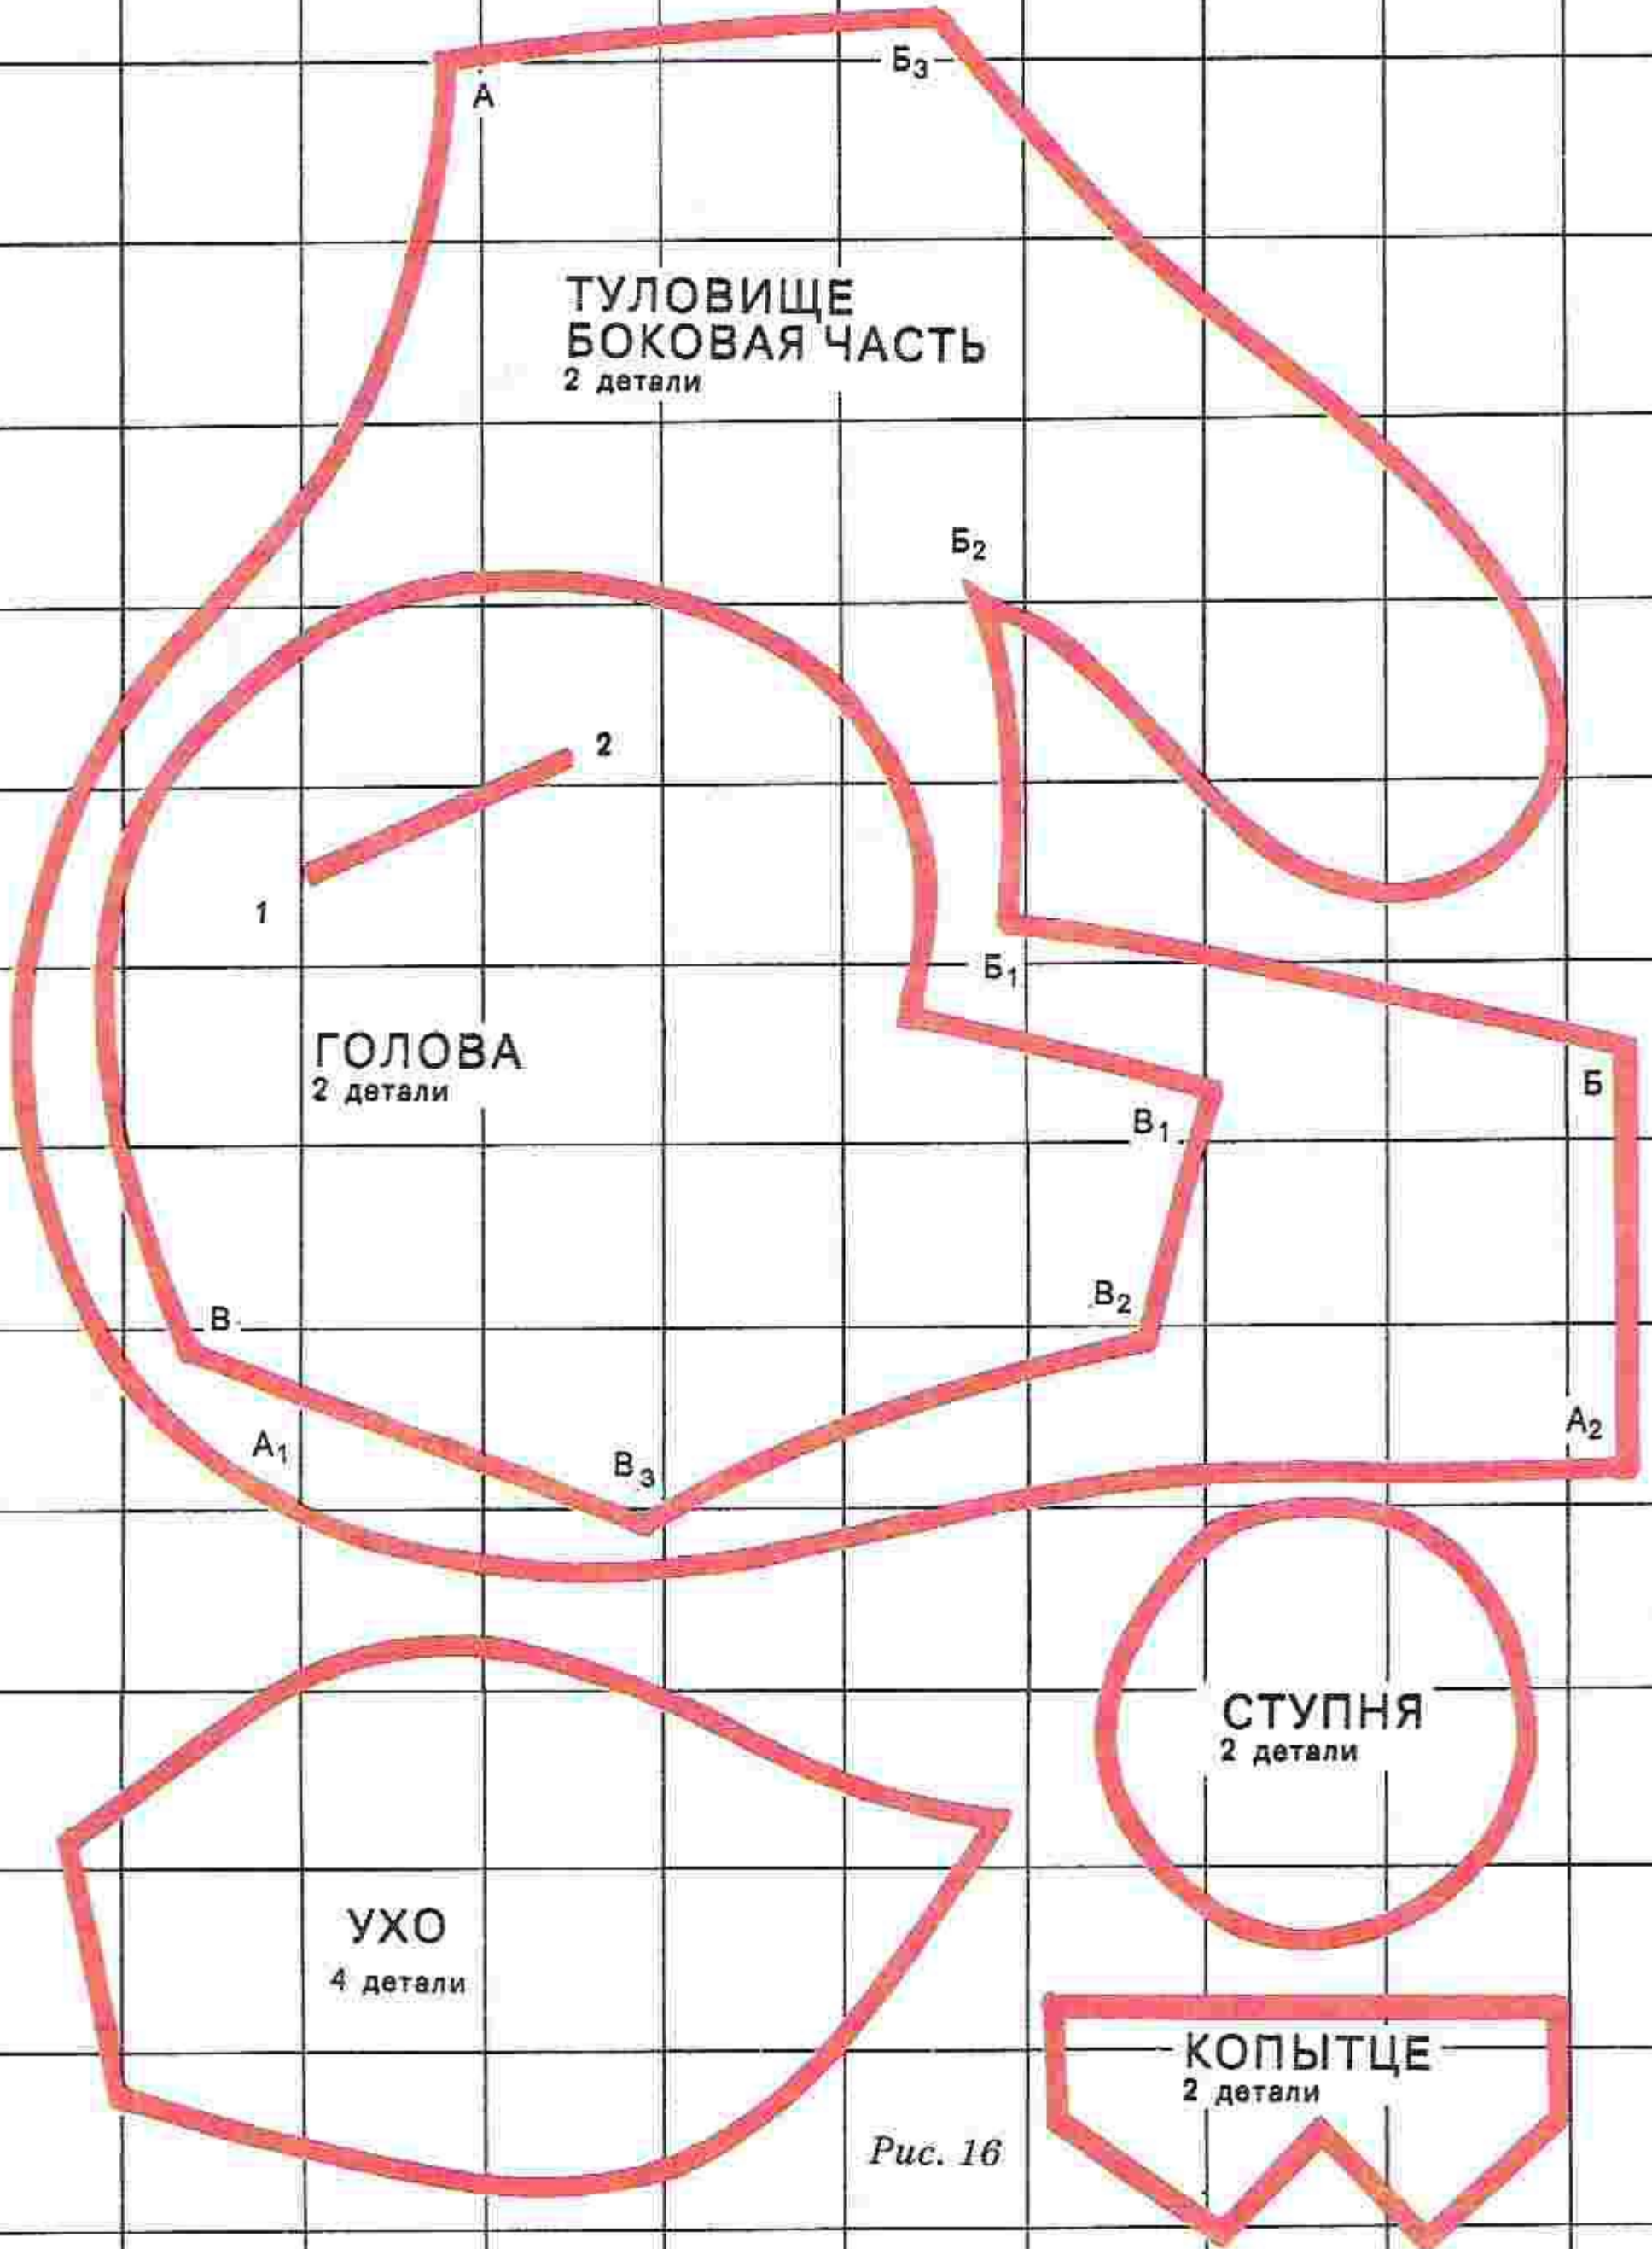 А
Б3
ТУЛОВИЩЕ
БОКОВАЯ ЧАСТЬ
2 детали
Б2
2
1
Б1
ГОЛОВА
2 детали
Б
В1
В2
В
А2
А1
В3
СТУПНЯ
2 детали
УХО
4 детали
КОПЫТЦЕ
2 детали
Рис. 16